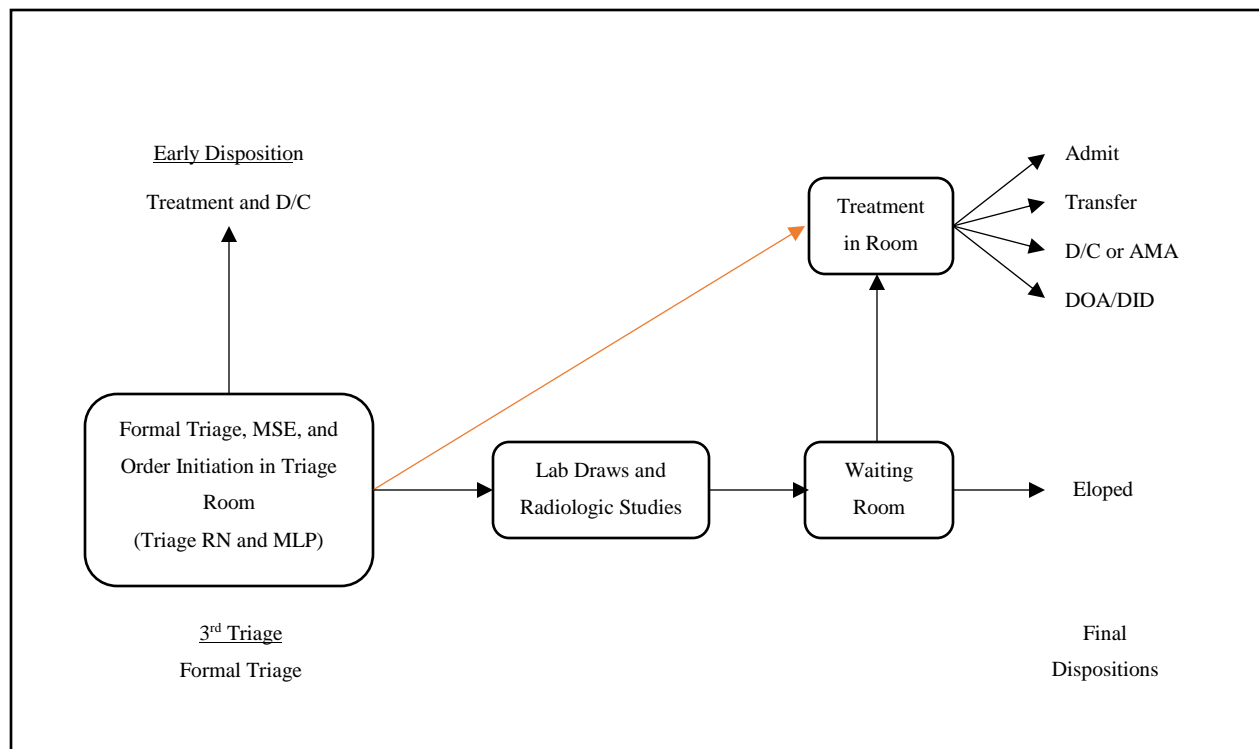 Early Disposition
Treatment and D/C
Formal Triage, MSE, and
Order Initiation in Triage
Room
(Triage RN and MLP)
3rd Triage
Formal Triage
Lab Draws and
Radiologic Studies
Waiting
Room
Treatment
in Room
Admit
Transfer
D/C or AMA
DOA/DID
Eloped
Final
Dispositions